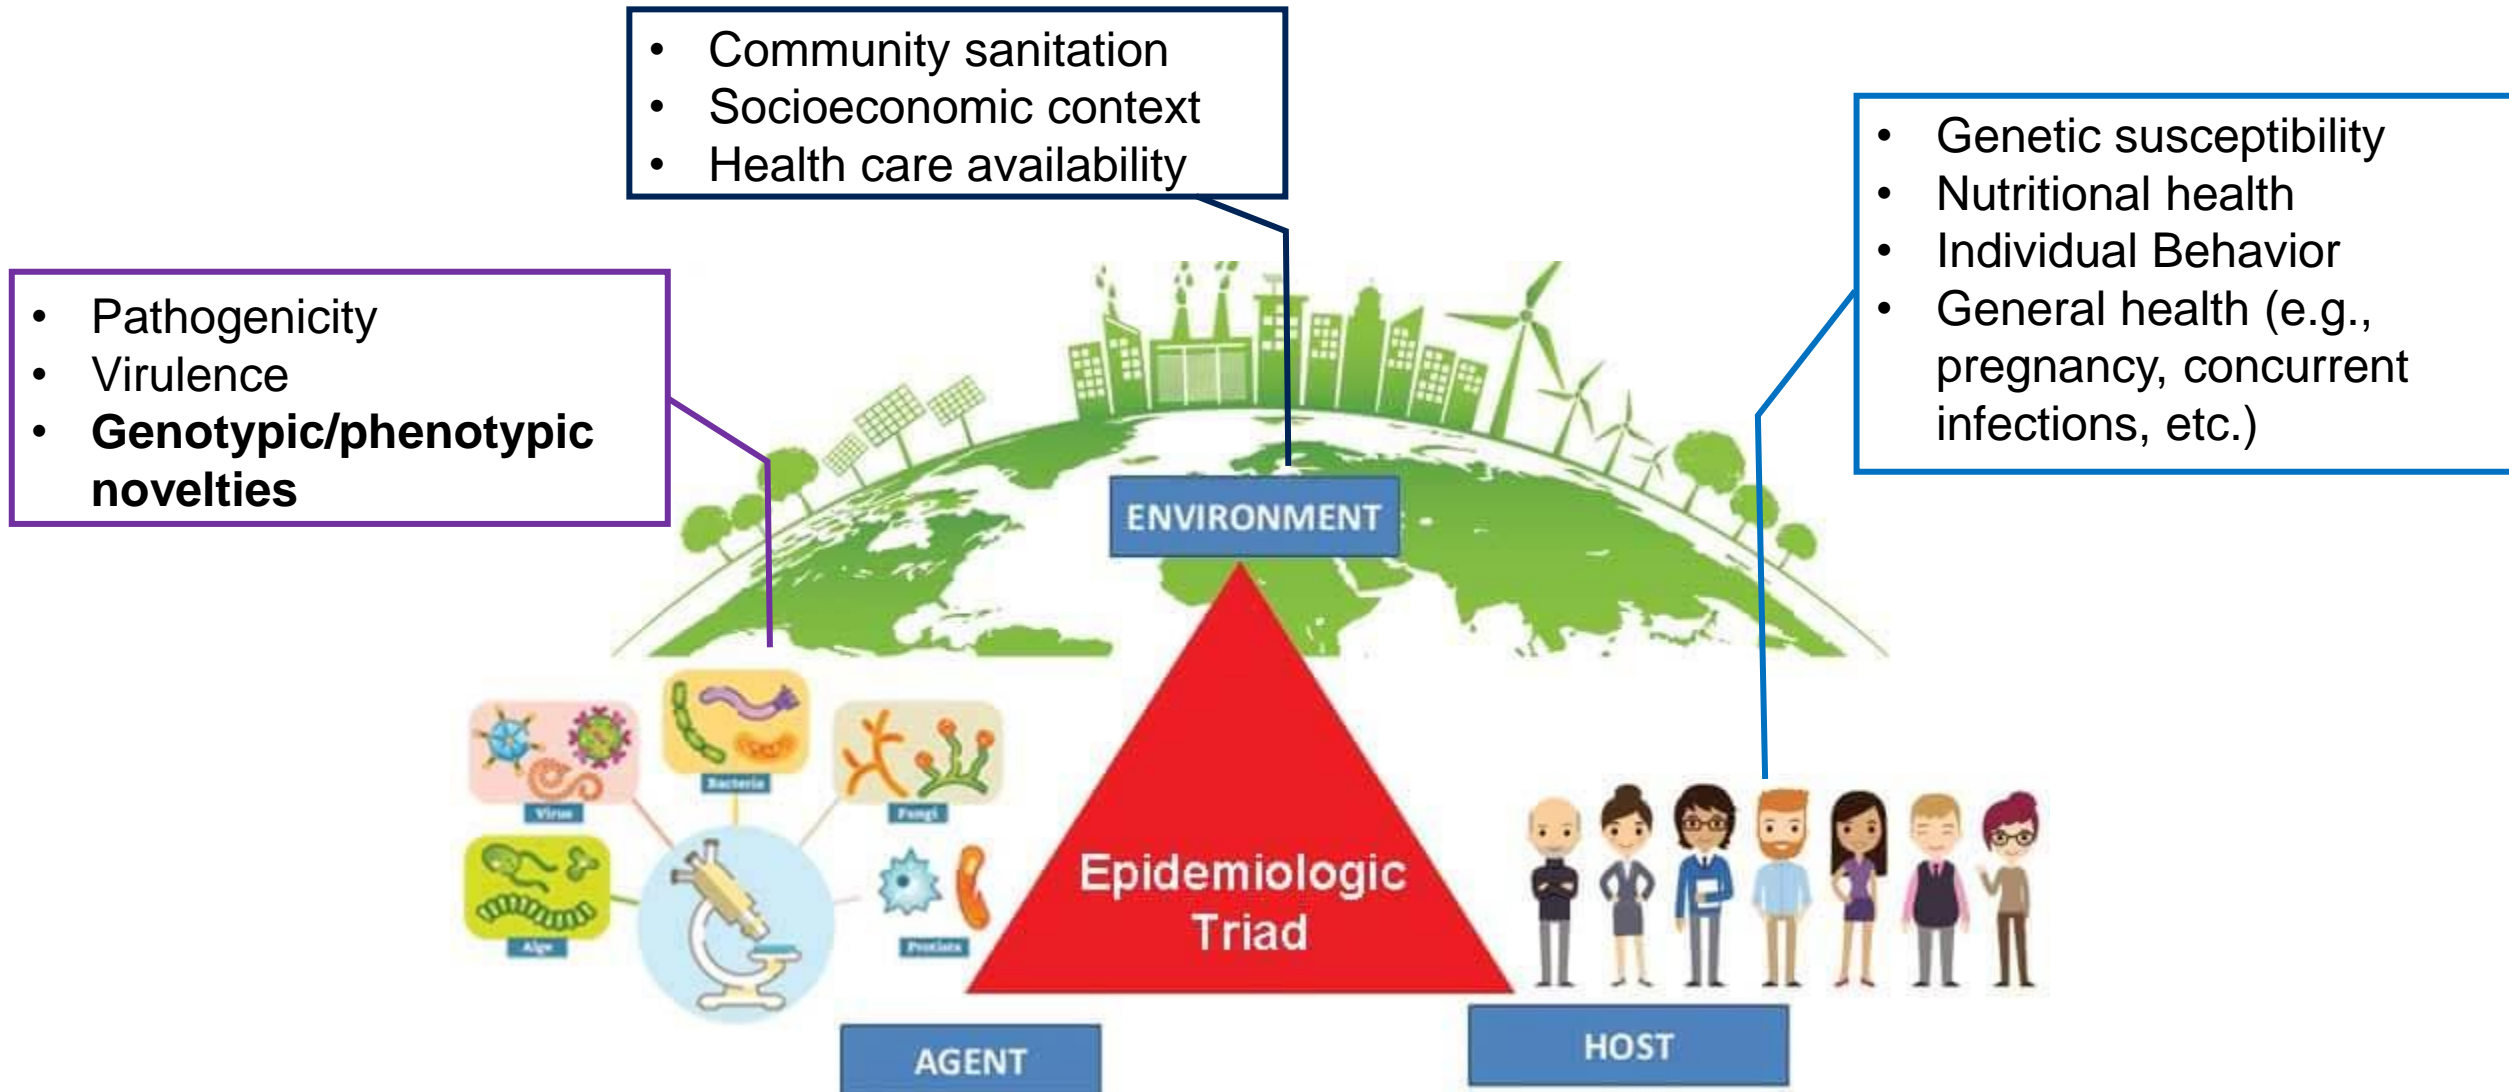 • Community sanitation
• Socioeconomic context
• Health care availability
• Genetic susceptibility
• Nutritional health
• Individual Behavior
• General health (e.g.,
pregnancy, concurrent
infections, etc.)
• Pathogenicity
• Virulence
• Genotypic/phenotypic
novelties
ENVIRONMENT
Bacteria
Virus
Fungi
Alge
Protists
Epidemiologic
Triad
AGENT
HOST